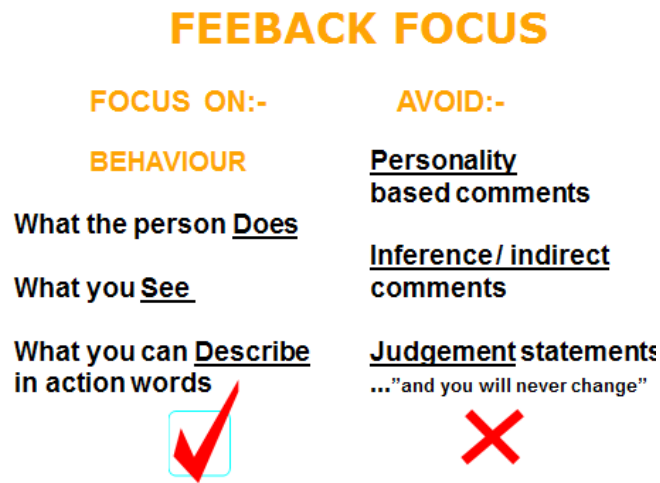 FEEBACK FOCUS
FOCUS ON:-
BEHAVIOUR
What the person Does
What you See
What you can Describe
in action words
AVOID:-
Personality
based comments
Inference / indirect
comments
Judgement statements
..."and you will never change"